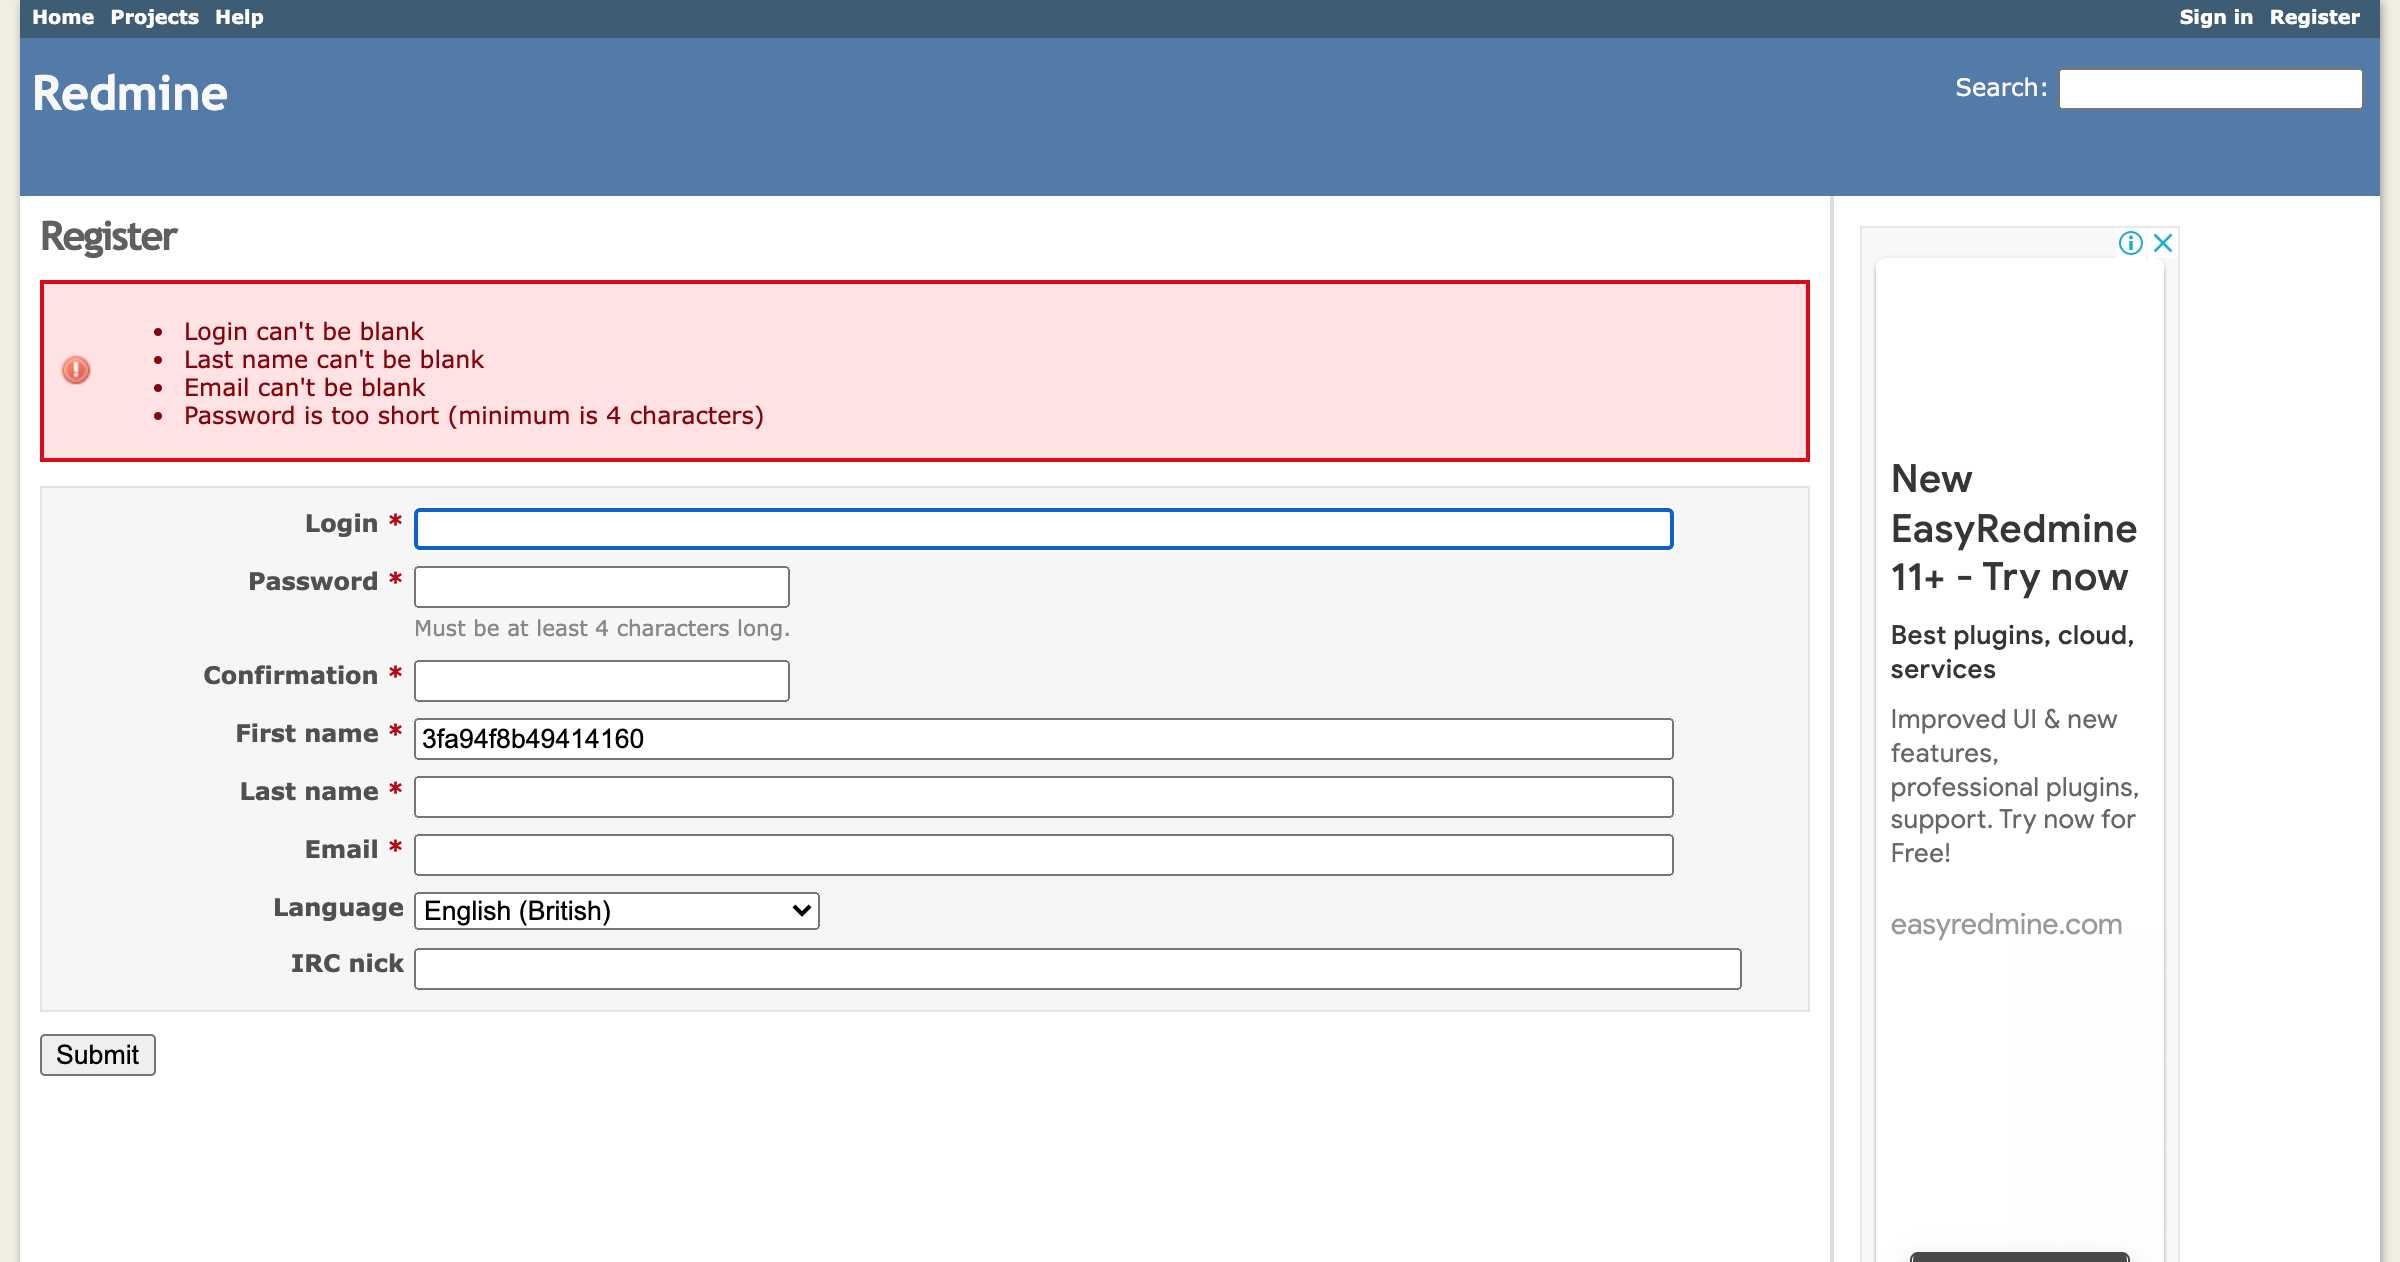 Home Projects Help
Sign in Register
Redmine
Search:
Register
Login can't be blank
Last name can't be blank
Email can't be blank
Password is too short (minimum is 4 characters)
Login *
Password *
Must be at least 4 characters long.
Confirmation *
First name * 3fa94f8b49414160
Last name *
Email *
Language English (British)
IRC nick
Submit
New
EasyRedmine
11+ - Try now
Best plugins, cloud,
services
Improved UI & new
features,
professional plugins,
support. Try now for
Free!
easyredmine.com